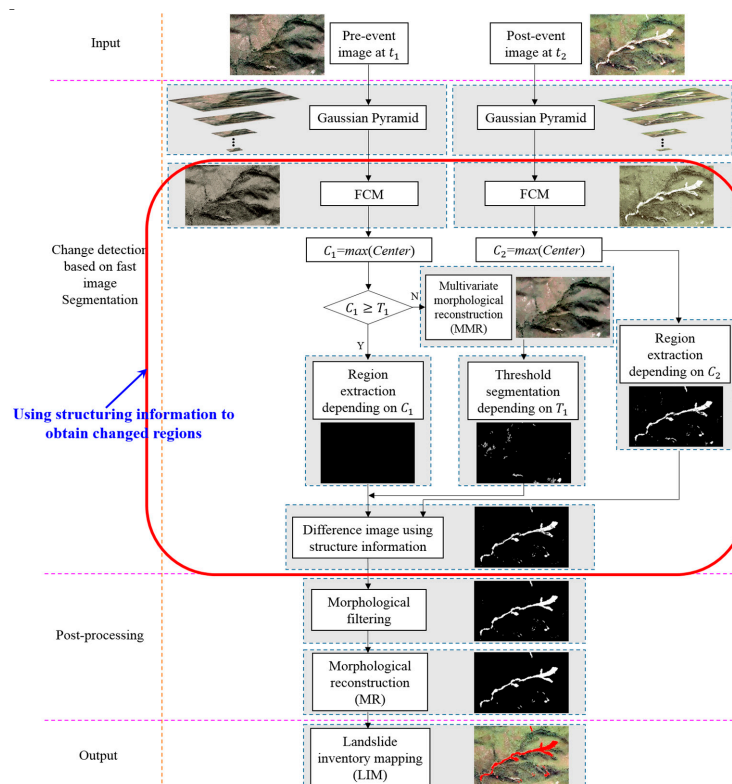 Input
Pre-event
image at t₁
Post-event
image at t₂
Gaussian Pyramid
Gaussian Pyramid
FCM
FCM
Change detection
based on fast
image
Segmentation
C₁=max(Center)
C₂=max(Center)
C₁ ≥ T₁
N
Y
Multivariate
morphological
reconstruction
(MMR)
Region
extraction
depending on C₁
Threshold
segmentation
depending on T₁
Region
extraction
depending on C₂
Using structuring information to
obtain changed regions
Difference image using
structure information
Post-processing
Morphological
filtering
Morphological
reconstruction
(MR)
Output
Landslide
inventory mapping
(LIM)